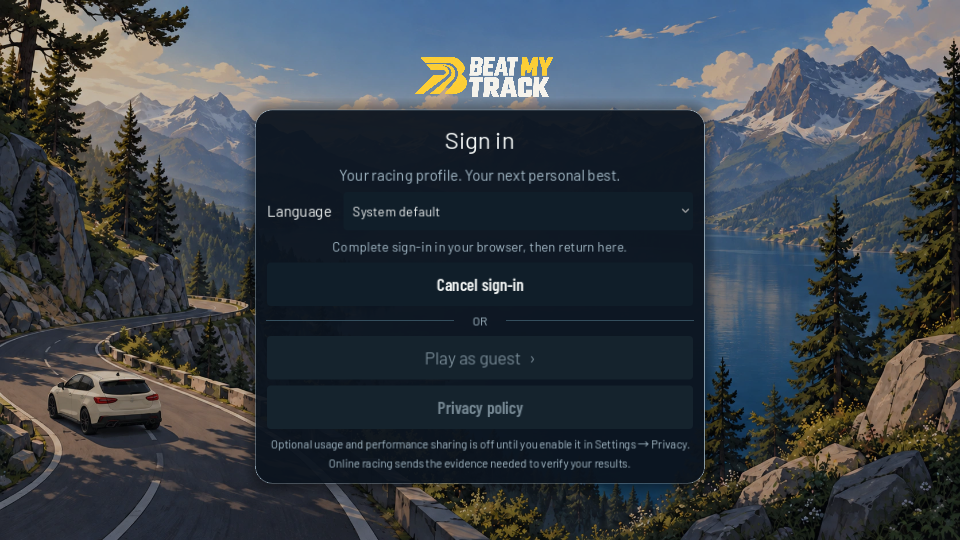 BEAT MY
TRACK
Sign in
Your racing profile. Your next personal best.
Language
System default
Complete sign-in in your browser, then return here.
Cancel sign-in
OR
Play as guest ›
Privacy policy
Optional usage and performance sharing is off until you enable it in Settings → Privacy.
Online racing sends the evidence needed to verify your results.